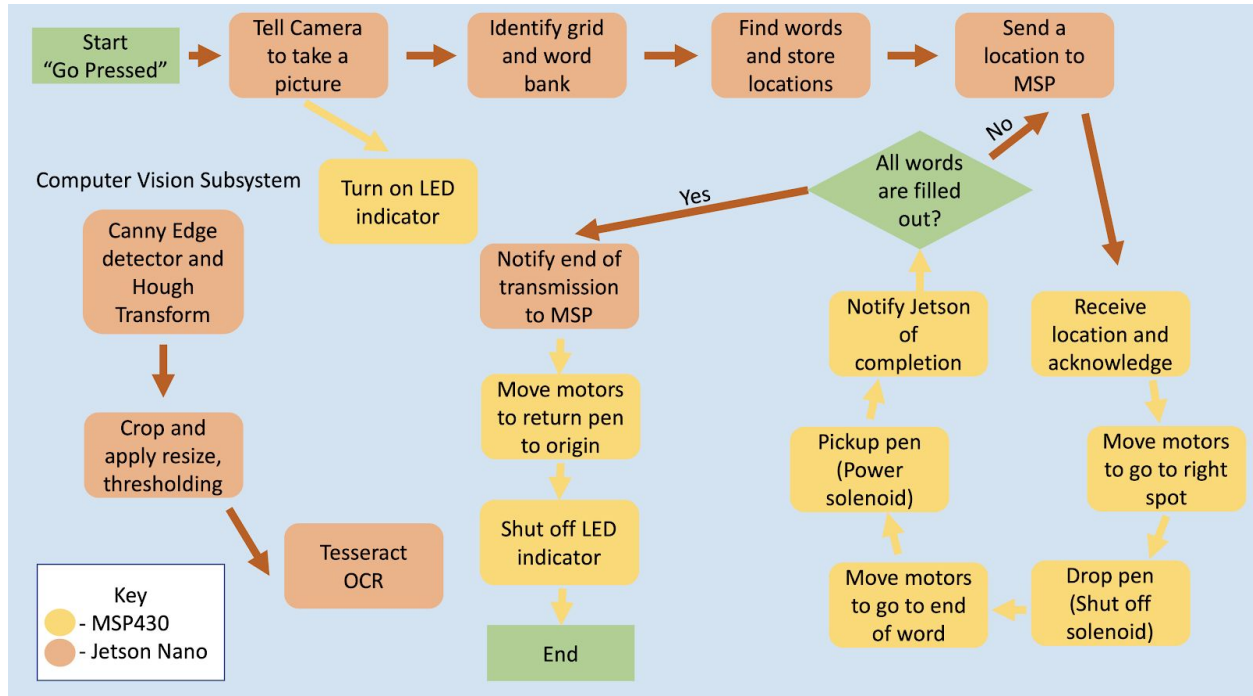 Start
“Go Pressed”
Tell Camera
to take a
picture
Identify grid
and word
bank
Find words
and store
locations
Send a
location to
MSP
No
All words
are filled
out?
Yes
Turn on LED
indicator
Computer Vision Subsystem
Canny Edge
detector and
Hough
Transform
Crop and
apply resize,
thresholding
Tesseract
OCR
Notify end of
transmission
to MSP
Move motors
to return pen
to origin
Shut off LED
indicator
End
Receive
location and
acknowledge
Move motors
to go to right
spot
Drop pen
(Shut off
solenoid)
Move motors
to go to end
of word
Pickup pen
(Power
solenoid)
Notify Jetson
of
completion
Key
- MSP430
- Jetson Nano